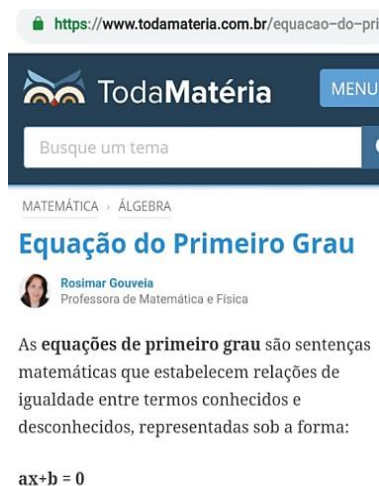 https://www.todamateria.com.br/equacao-do-pri
TodaMatéria
MENU
Busque um tema
MATEMÁTICA › ÁLGEBRA
Equação do Primeiro Grau
Rosimar Gouveia
Professora de Matemática e Física
As equações de primeiro grau são sentenças
matemáticas que estabelecem relações de
igualdade entre termos conhecidos e
desconhecidos, representadas sob a forma:
ax+b = 0